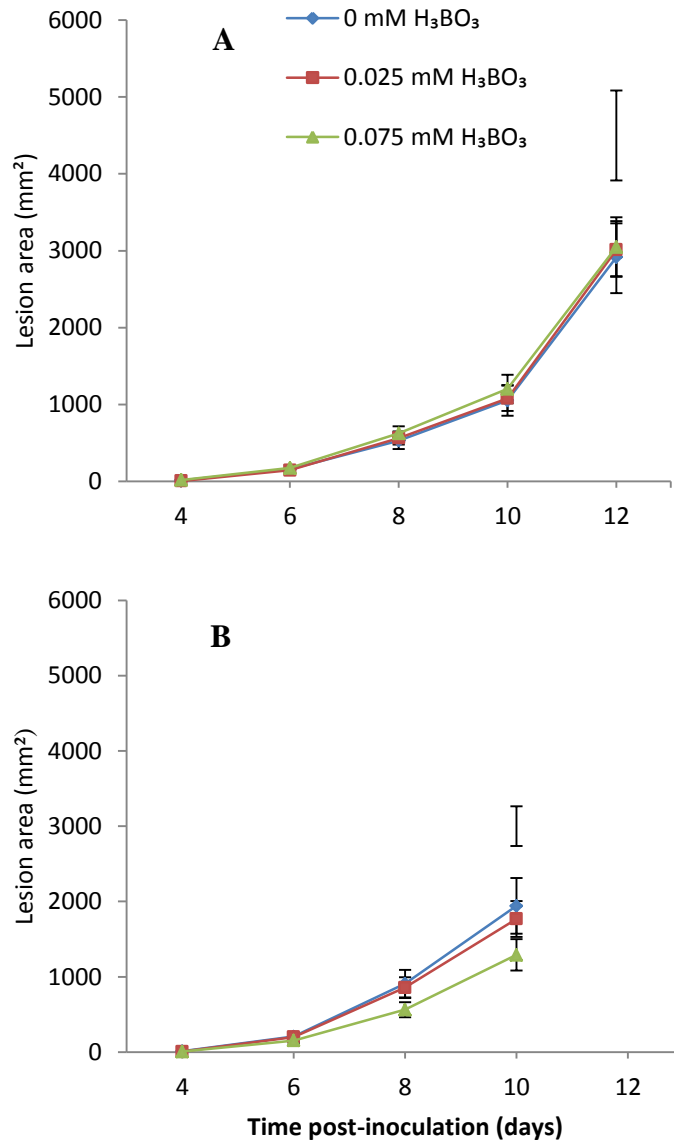 A
0 mM H₃BO₃
0.025 mM H₃BO₃
0.075 mM H₃BO₃
Lesion area (mm²)
6000
5000
4000
3000
2000
1000
0
4 6 8 10 12
B
Lesion area (mm²)
6000
5000
4000
3000
2000
1000
0
4 6 8 10 12
Time post-inoculation (days)